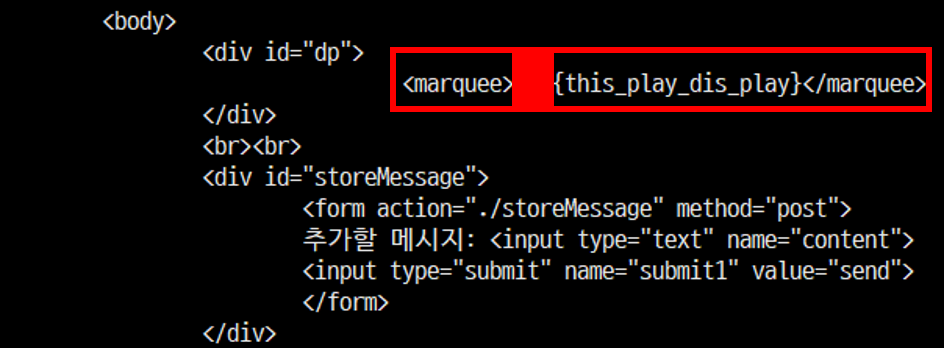 <body>
<div id="dp">
<marquee> {this_play_dis_play}</marquee>
</div>
<br><br>
<div id="storeMessage">
<form action="./storeMessage" method="post">
추가할 메시지: <input type="text" name="content">
<input type="submit" name="submit1" value="send">
</form>
</div>